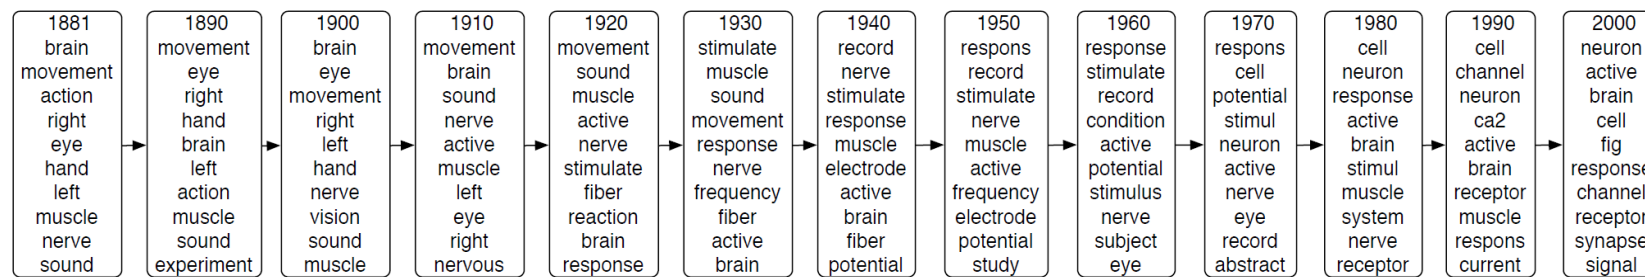 1881
brain
movement
action
right
eye
hand
left
muscle
nerve
sound
1890
movement
eye
right
hand
brain
left
action
muscle
sound
experiment
1900
brain
eye
movement
right
left
hand
nerve
vision
sound
muscle
1910
movement
brain
sound
nerve
active
muscle
left
eye
right
nervous
1920
movement
sound
muscle
active
nerve
stimulate
fiber
reaction
brain
response
1930
stimulate
muscle
sound
movement
response
nerve
frequency
fiber
active
brain
1940
record
nerve
stimulate
response
muscle
electrode
active
brain
fiber
potential
1950
respons
record
stimulate
nerve
muscle
active
frequency
electrode
potential
study
1960
response
stimulate
record
condition
active
potential
stimulus
nerve
subject
eye
1970
respons
cell
potential
stimul
neuron
active
nerve
eye
record
abstract
1980
cell
neuron
response
active
brain
stimul
muscle
system
nerve
receptor
1990
cell
channel
neuron
ca2
active
brain
receptor
muscle
respons
current
2000
neuron
active
brain
cell
fig
response
channel
receptor
synapse
signal